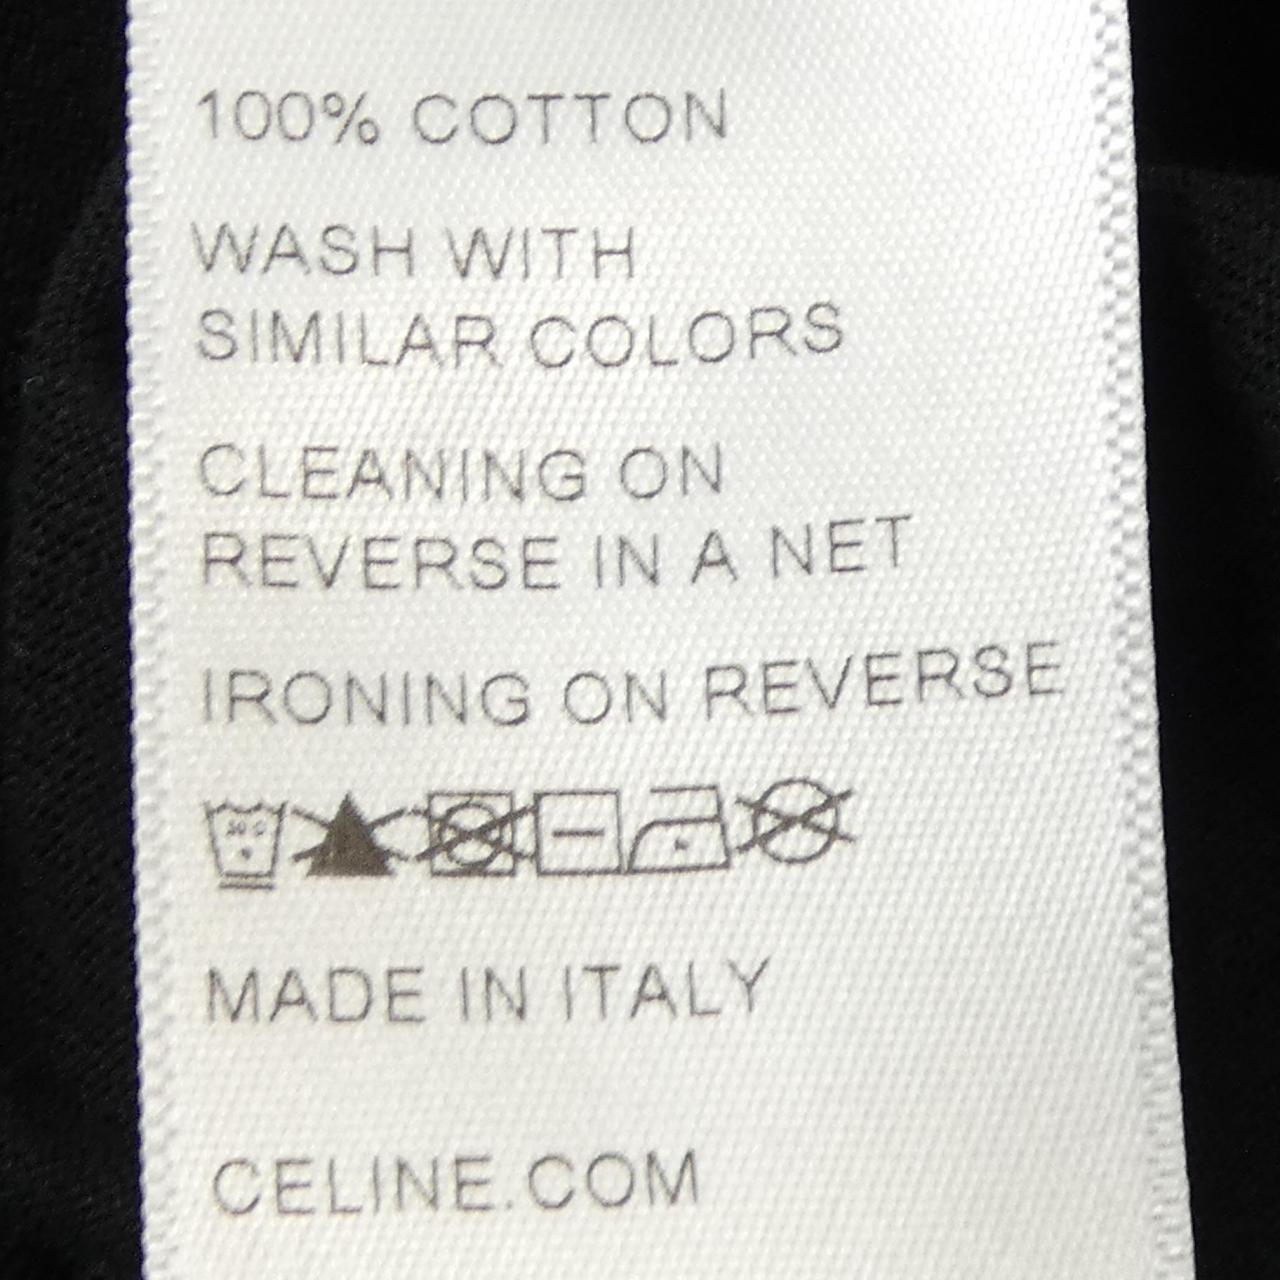 100% COTTON
WASH WITH
SIMILAR COLORS
CLEANING ON
REVERSE IN A NET
IRONING ON REVERSE
30 C
MADE IN ITALY
CELINE.COM